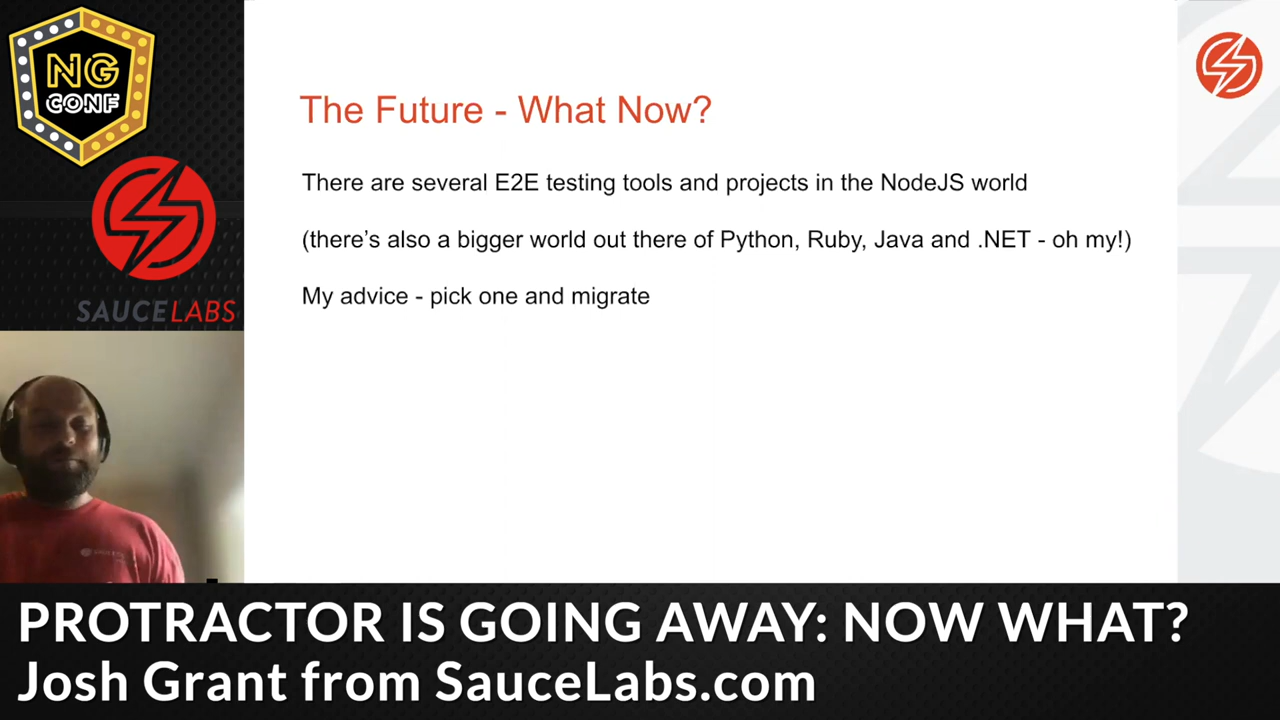 NG
CONF
SAUCELABS
The Future - What Now?
There are several E2E testing tools and projects in the NodeJS world
(there’s also a bigger world out there of Python, Ruby, Java and .NET - oh my!)
My advice - pick one and migrate
PROTRACTOR IS GOING AWAY: NOW WHAT?
Josh Grant from SauceLabs.com